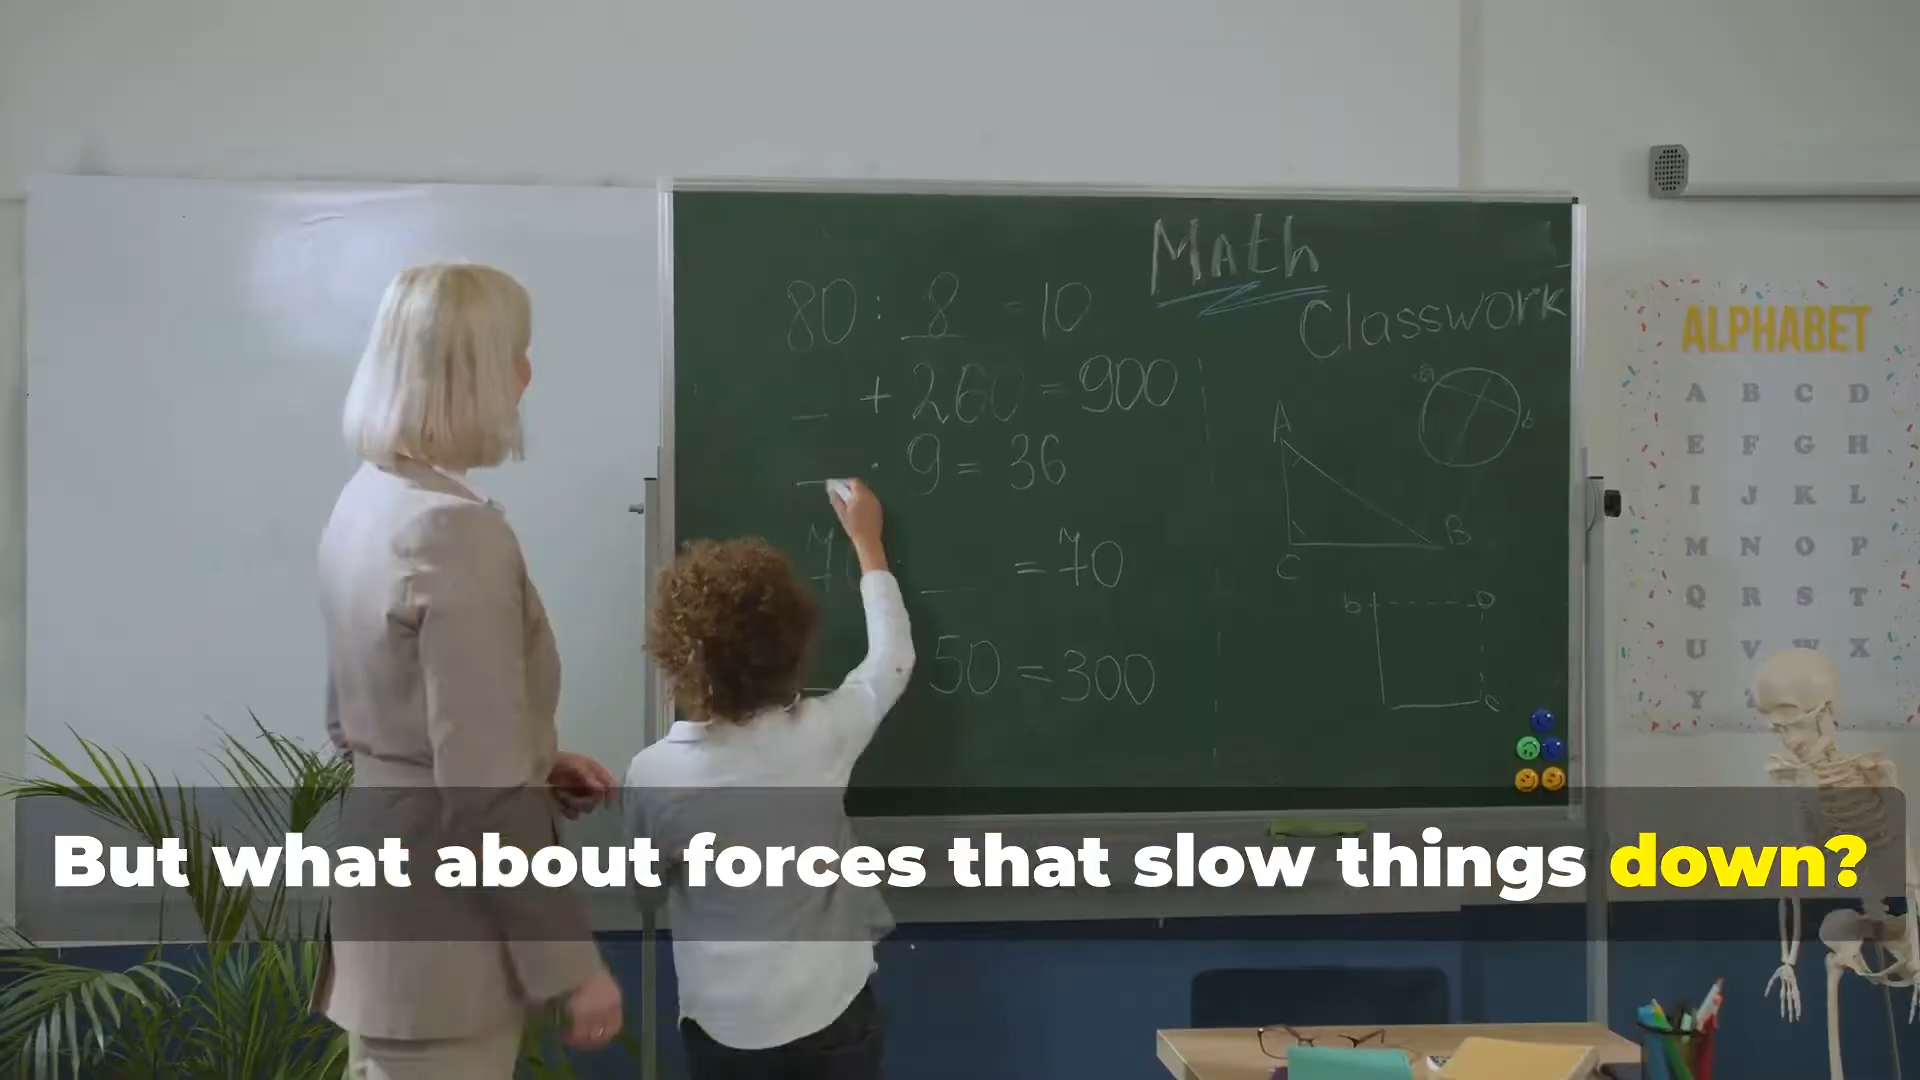 Math
Classwork
80 : 8 = 10
_ + 260 = 900
_ · 9 = 36
_ = 70
50 = 300
A
C
B
a
b
b
D
c
ALPHABET
A B C D
E F G H
I J K L
M N O P
Q R S T
U V W X
Y
But what about forces that slow things down?